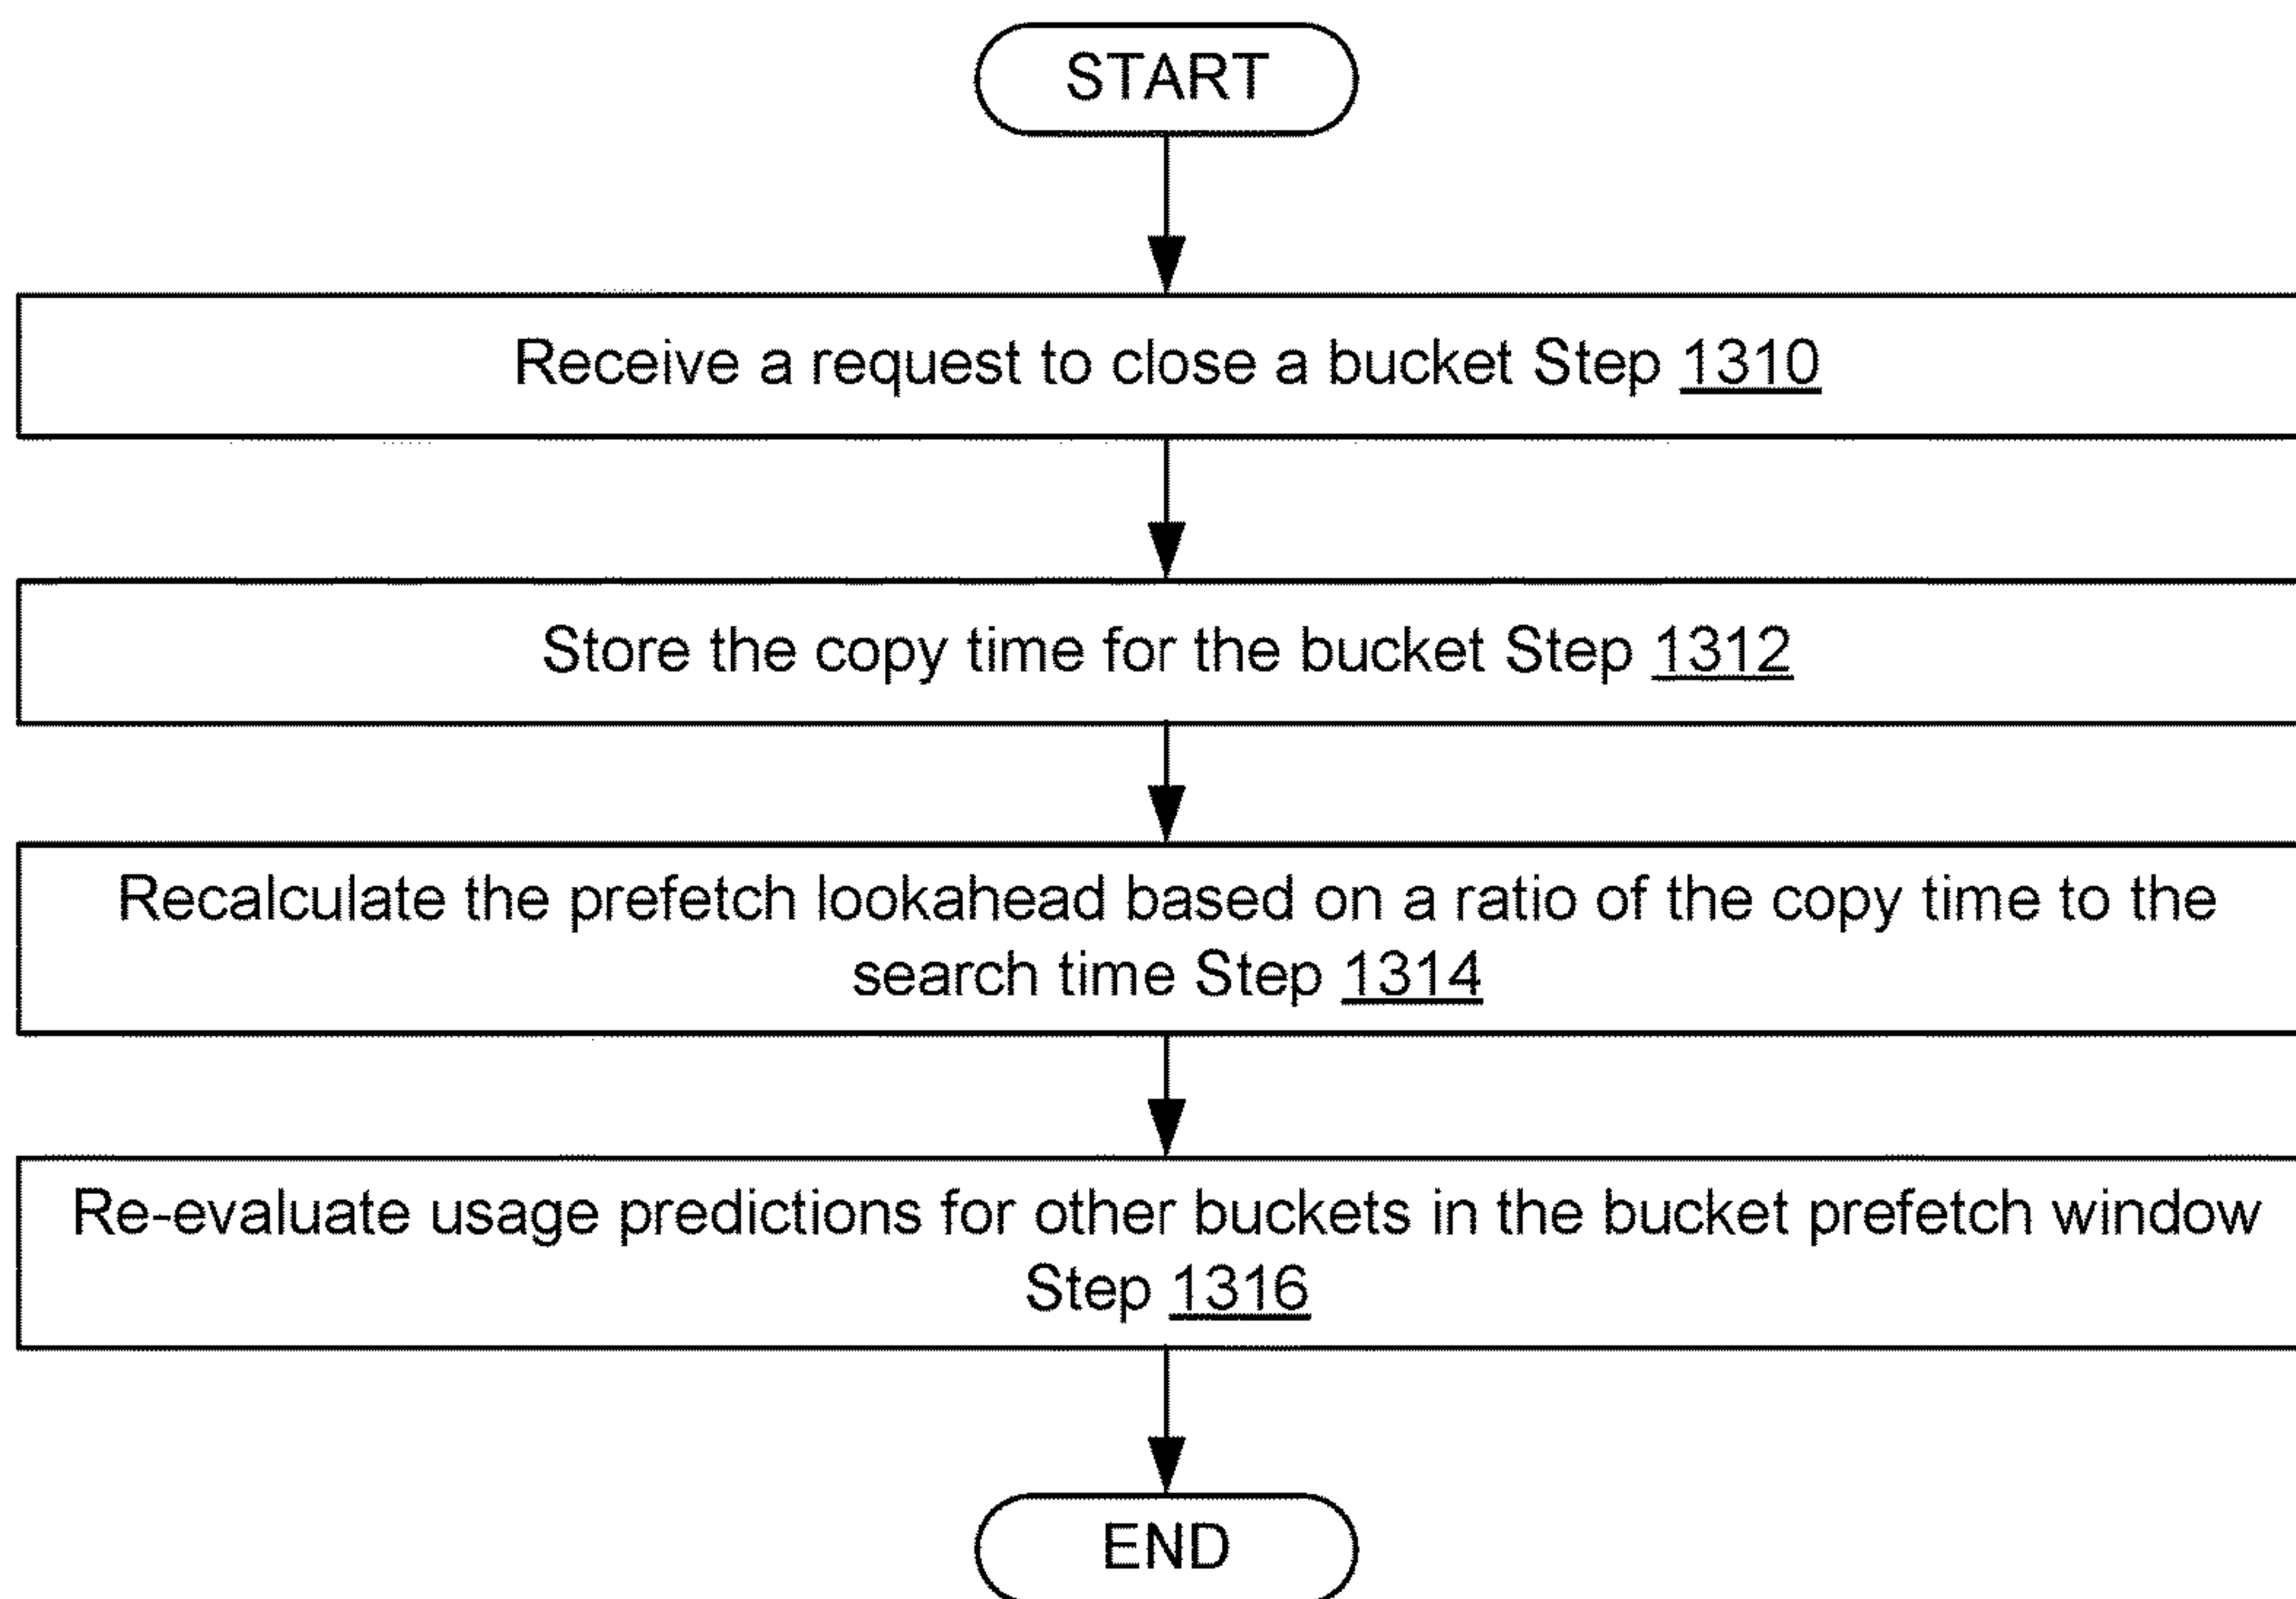 START
Receive a request to close a bucket Step 1310
Store the copy time for the bucket Step 1312
Recalculate the prefetch lookahead based on a ratio of the copy time to the
search time Step 1314
Re-evaluate usage predictions for other buckets in the bucket prefetch window
Step 1316
END